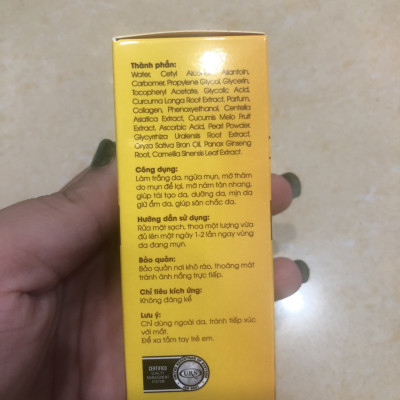 Thành phần:
Water, Cetyl Alcohol, Allantoin,
Carbomer, Propylene Glycol, Glycerin,
Tocopheryl Acetate, Glycolic Acid,
Curcuma Longa Root Extract, Parfum,
Collagen, Phenoxyethanol, Centella
Asiatica Extract, Cucumis Melo Fruit
Extract, Ascorbic Acid, Pearl Powder,
Glycyrrhiza Uralensis Root Extract,
Oryza Sativa Bran Oil, Panax Ginseng
Root, Camellia Sinensis Leaf Extract.
Công dụng:
Làm trắng da, ngừa mụn, mờ thâm
do mụn để lại, mờ nám tàn nhang,
giúp tái tạo da, dưỡng da, mịn da
giữ ẩm da, giúp săn chắc da.
Hướng dẫn sử dụng:
Rửa mặt sạch, thoa một lượng vừa
đủ lên mặt ngày 1-2 lần ngay vùng
da đang mụn.
Bảo quản:
Bảo quản nơi khô ráo, thoáng mát
tránh ánh nắng trực tiếp.
Chỉ tiêu kích ứng:
Không đáng kể
Lưu ý:
Chỉ dùng ngoài da, tránh tiếp xúc
với mắt.
Để xa tầm tay trẻ em.
CERTIFIED
QUALITY
MANAGEMENT
SYSTEM